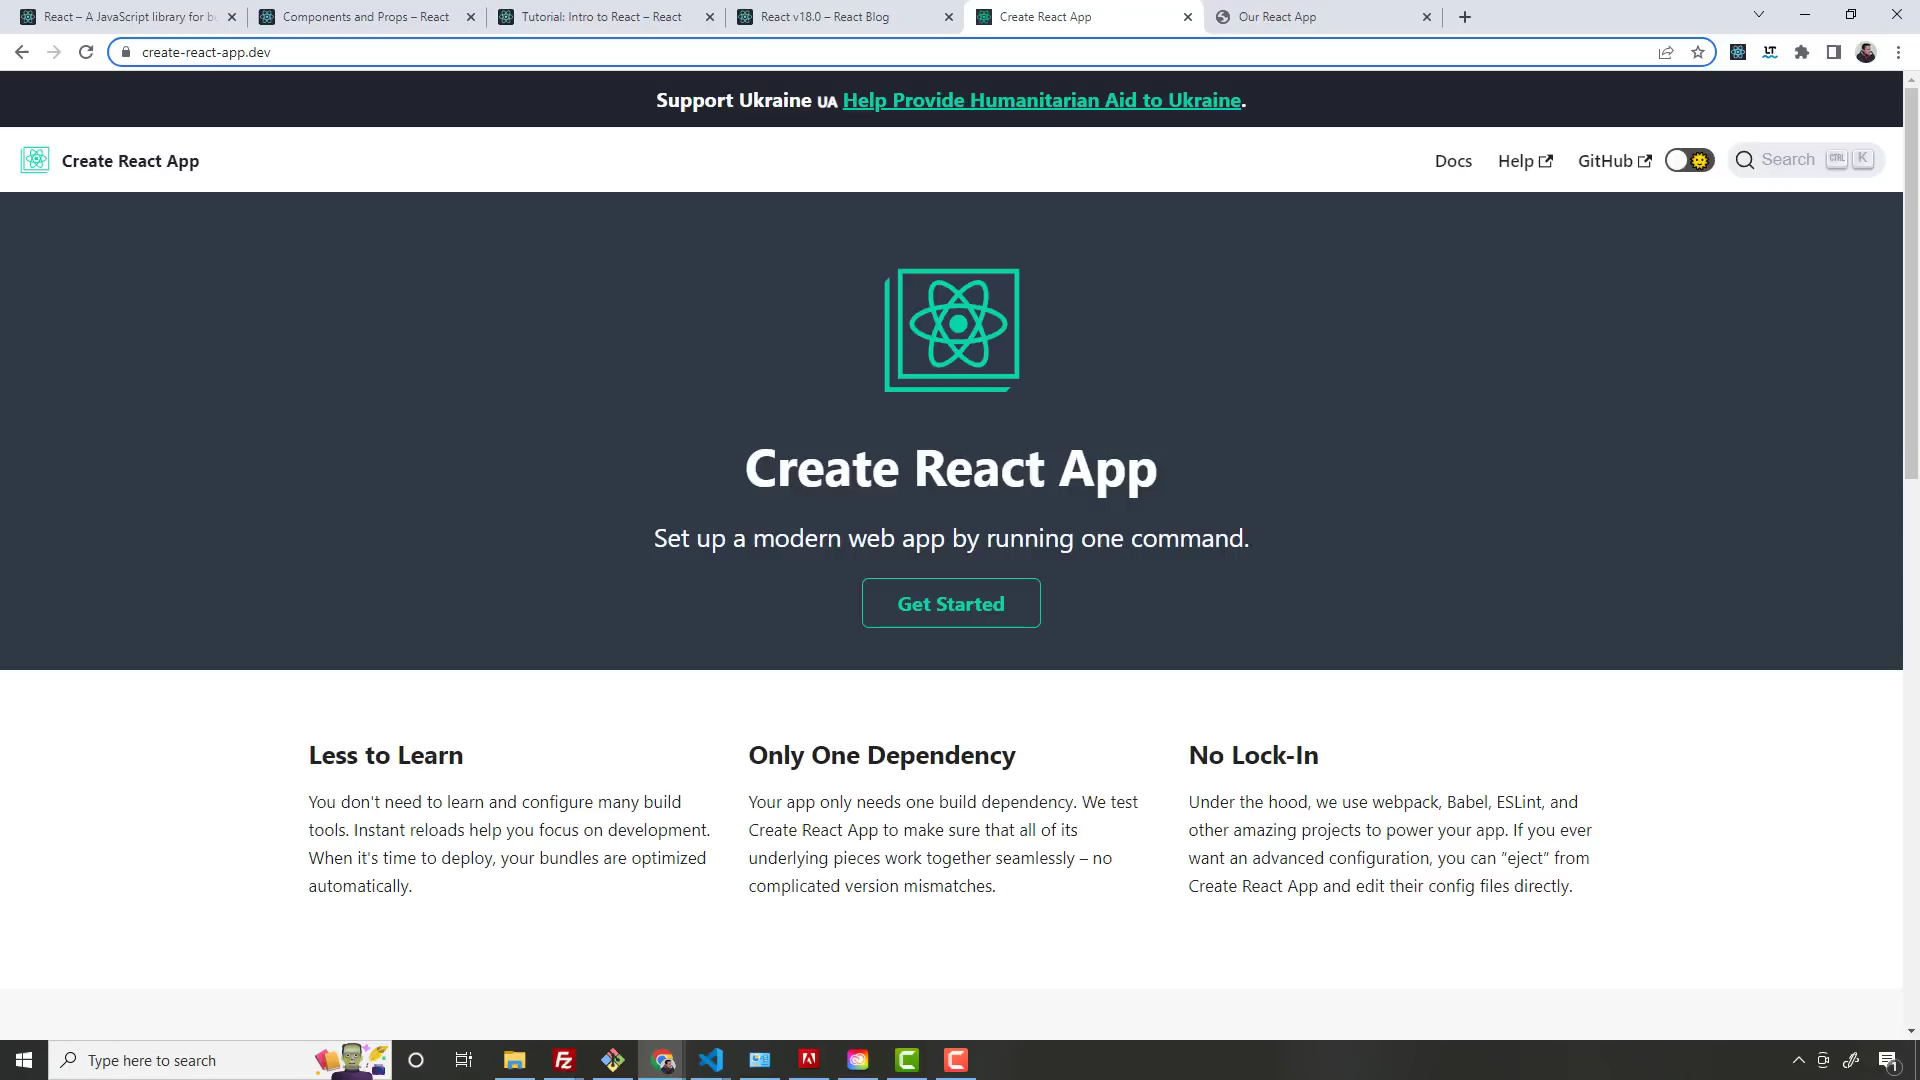 React – A JavaScript library for bu
Components and Props – React
Tutorial: Intro to React – React
React v18.0 – React Blog
Create React App
Our React App
create-react-app.dev
Support Ukraine UA Help Provide Humanitarian Aid to Ukraine.
Create React App
Docs
Help
GitHub
Search
CTRL
K
Create React App
Set up a modern web app by running one command.
Get Started
Less to Learn
You don't need to learn and configure many build
tools. Instant reloads help you focus on development.
When it's time to deploy, your bundles are optimized
automatically.
Only One Dependency
Your app only needs one build dependency. We test
Create React App to make sure that all of its
underlying pieces work together seamlessly – no
complicated version mismatches.
No Lock-In
Under the hood, we use webpack, Babel, ESLint, and
other amazing projects to power your app. If you ever
want an advanced configuration, you can “eject” from
Create React App and edit their config files directly.
Type here to search